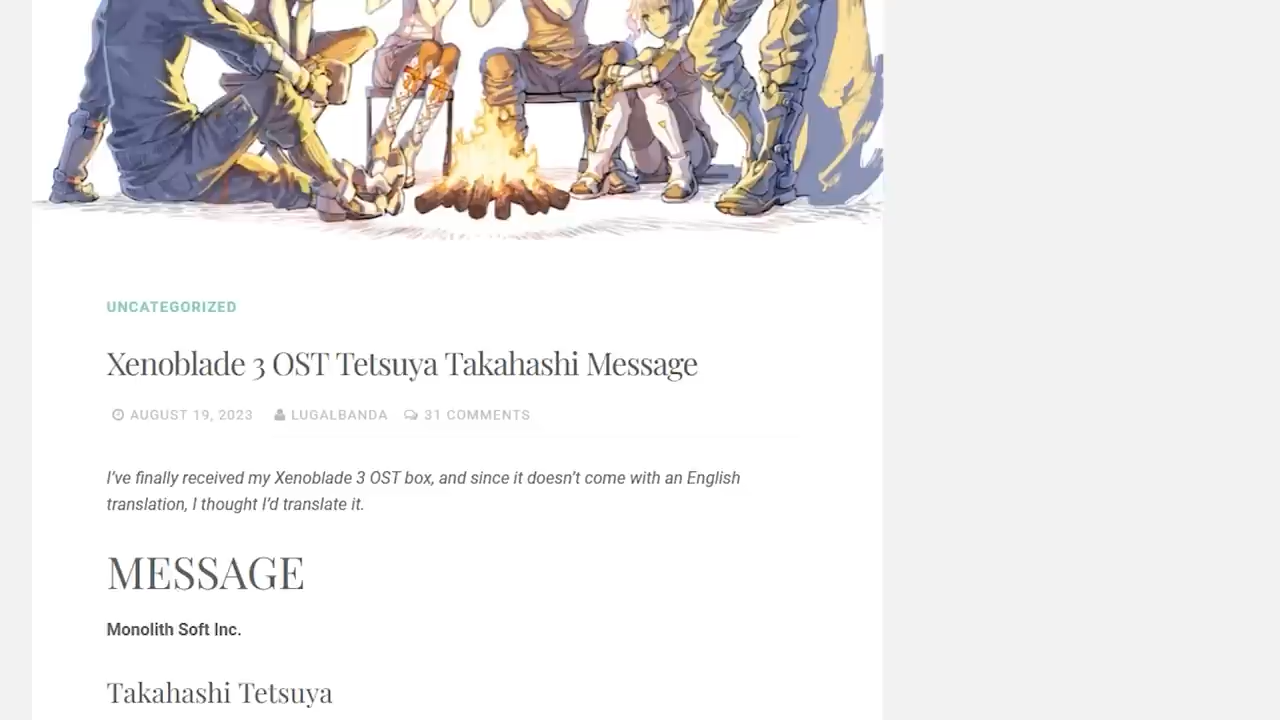 UNCATEGORIZED
Xenoblade 3 OST Tetsuya Takahashi Message
AUGUST 19, 2023 LUGALBANDA 31 COMMENTS
I've finally received my Xenoblade 3 OST box, and since it doesn't come with an English
translation, I thought I'd translate it.
MESSAGE
Monolith Soft Inc.
Takahashi Tetsuya